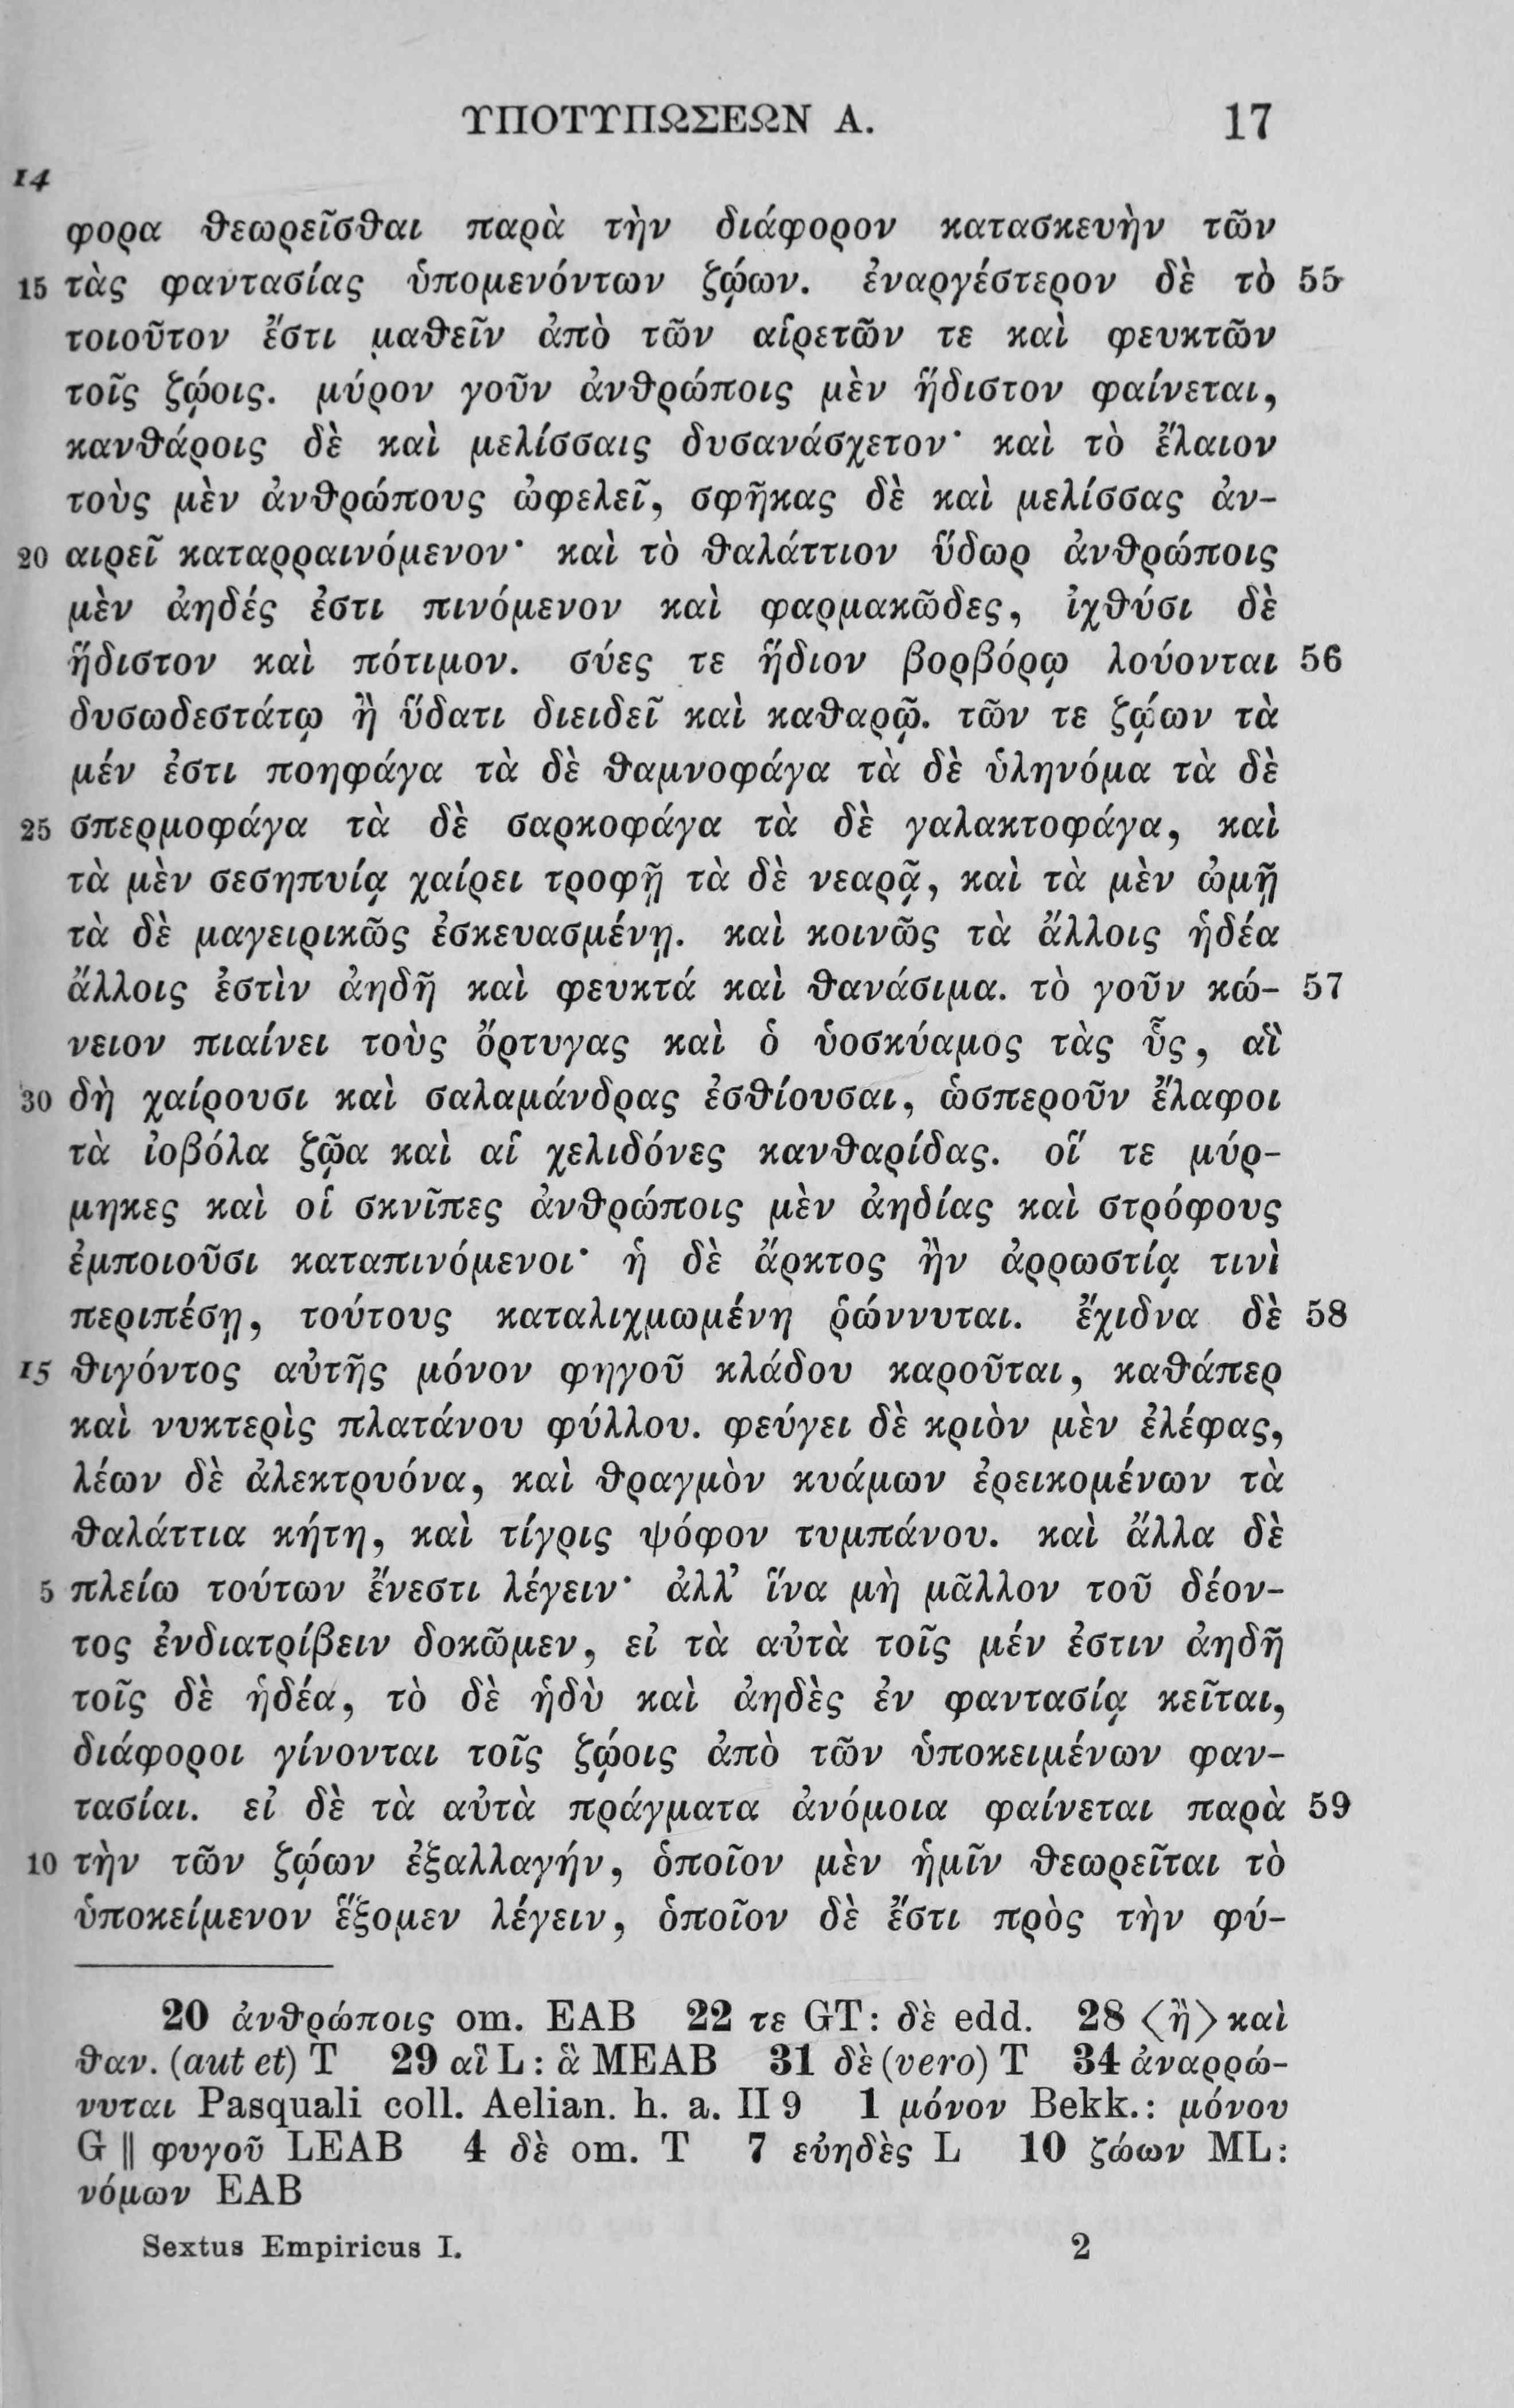 ΥΠΟΤΥΠΩΣΕΩΝ Α. 17
14
φορα θεωρεῖσθαι παρὰ τὴν διάφορον κατασκευὴν τῶν
15 τὰς φαντασίας ὑπομενόντων ζῴων. ἐναργέστερον δὲ τὸ 55
τοιοῦτον ἔστι μαθεῖν ἀπὸ τῶν αἱρετῶν τε καὶ φευκτῶν
τοῖς ζῴοις. μύρον γοῦν ἀνθρώποις μὲν ἥδιστον φαίνεται,
κανθάροις δὲ καὶ μελίσσαις δυσανάσχετον· καὶ τὸ ἔλαιον
τοὺς μὲν ἀνθρώπους ὠφελεῖ, σφῆκας δὲ καὶ μελίσσας ἀν-
20 αιρεῖ καταρραινόμενον· καὶ τὸ θαλάττιον ὕδωρ ἀνθρώποις
μὲν ἀηδές ἐστι πινόμενον καὶ φαρμακῶδες, ἰχθύσι δὲ
ἥδιστον καὶ πότιμον. σύες τε ἥδιον βορβόρῳ λούονται 56
δυσωδεστάτῳ ἢ ὕδατι διειδεῖ καὶ καθαρῷ. τῶν τε ζῴων τὰ
μέν ἐστι ποηφάγα τὰ δὲ θαμνοφάγα τὰ δὲ ὑληνόμα τὰ δὲ
25 σπερμοφάγα τὰ δὲ σαρκοφάγα τὰ δὲ γαλακτοφάγα, καὶ
τὰ μὲν σεσηπυίᾳ χαίρει τροφῇ τὰ δὲ νεαρᾷ, καὶ τὰ μὲν ὠμῇ
τὰ δὲ μαγειρικῶς ἐσκευασμένῃ. καὶ κοινῶς τὰ ἄλλοις ἡδέα
ἄλλοις ἐστὶν ἀηδῆ καὶ φευκτά καὶ θανάσιμα. τὸ γοῦν κώ- 57
νειον πιαίνει τοὺς ὄρτυγας καὶ ὁ ὑοσκύαμος τὰς ὗς, αἳ
30 δὴ χαίρουσι καὶ σαλαμάνδρας ἐσθίουσαι, ὡσπεροῦν ἔλαφοι
τὰ ἰοβόλα ζῷα καὶ αἱ χελιδόνες κανθαρίδας. οἵ τε μύρ-
μηκες καὶ οἱ σκνῖπες ἀνθρώποις μὲν ἀηδίας καὶ στρόφους
ἐμποιοῦσι καταπινόμενοι· ἡ δὲ ἄρκτος ἢν ἀρρωστίᾳ τινὶ
περιπέσῃ, τούτους καταλιχμωμένη ῥώννυται. ἔχιδνα δὲ 58
15 θιγόντος αὐτῆς μόνον φηγοῦ κλάδου καροῦται, καθάπερ
καὶ νυκτερὶς πλατάνου φύλλου. φεύγει δὲ κριὸν μὲν ἐλέφας,
λέων δὲ ἀλεκτρυόνα, καὶ θραγμὸν κυάμων ἐρεικομένων τὰ
θαλάττια κήτη, καὶ τίγρις ψόφον τυμπάνου. καὶ ἄλλα δὲ
5 πλείω τούτων ἔνεστι λέγειν· ἀλλ’ ἵνα μὴ μᾶλλον τοῦ δέον-
τος ἐνδιατρίβειν δοκῶμεν, εἰ τὰ αὐτὰ τοῖς μέν ἐστιν ἀηδῆ
τοῖς δὲ ἡδέα, τὸ δὲ ἡδὺ καὶ ἀηδὲς ἐν φαντασίᾳ κεῖται,
διάφοροι γίνονται τοῖς ζῴοις ἀπὸ τῶν ὑποκειμένων φαν-
τασίαι. εἰ δὲ τὰ αὐτὰ πράγματα ἀνόμοια φαίνεται παρὰ 59
10 τὴν τῶν ζῴων ἐξαλλαγήν, ὁποῖον μὲν ἡμῖν θεωρεῖται τὸ
ὑποκείμενον ἕξομεν λέγειν, ὁποῖον δὲ ἔστι πρὸς τὴν φύ-
20 ἀνθρώποις om. EAB 22 τε GT: δὲ edd. 28 ⟨ἢ⟩ καὶ
θαν. (aut et) T 29 αἳ L: ἃ MEAB 31 δὲ (vero) T 34 ἀναρρώ-
νυται Pasquali coll. Aelian. h. a. II 9 1 μόνον Bekk.: μόνου
G ‖ φυγοῦ LEAB 4 δὲ om. T 7 εὐηδὲς L 10 ζώων ML:
νόμων EAB
Sextus Empiricus I. 2